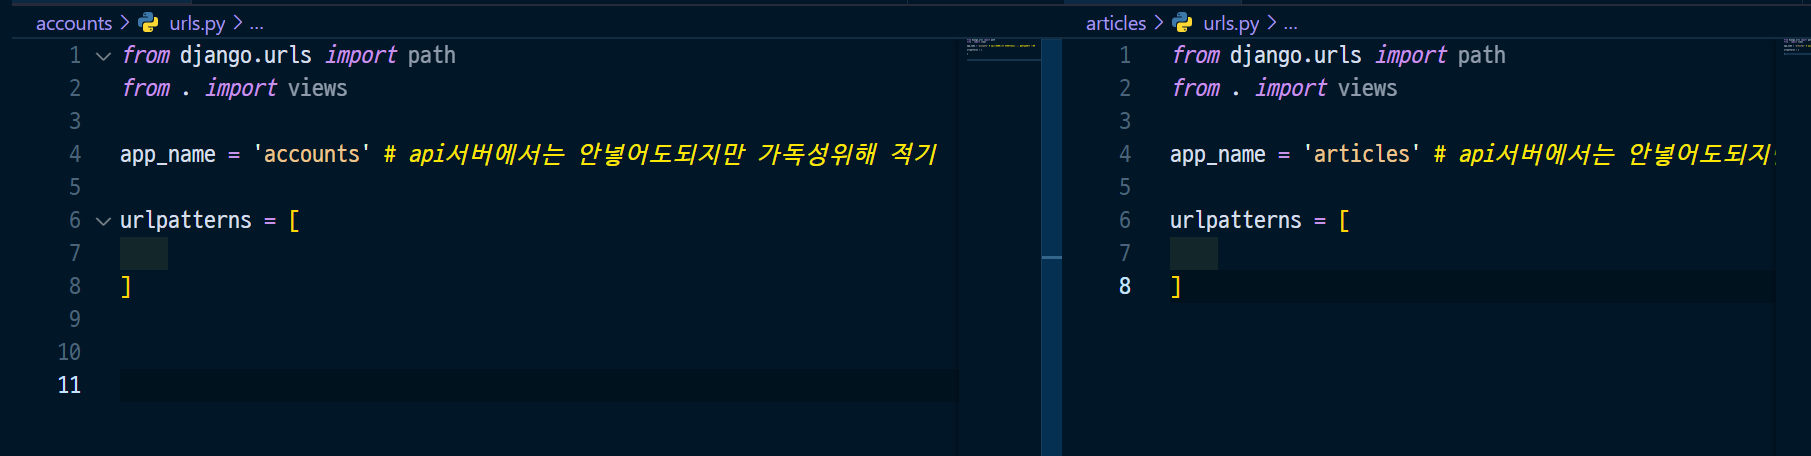 accounts > urls.py > ...
1 from django.urls import path
2 from . import views
3
4 app_name = 'accounts' # api서버에서는 안넣어도되지만 가독성위해 적기
5
6 urlpatterns = [
7
8 ]
9
10
11
articles > urls.py > ...
1 from django.urls import path
2 from . import views
3
4 app_name = 'articles' # api서버에서는 안넣어도되지
5
6 urlpatterns = [
7
8 ]